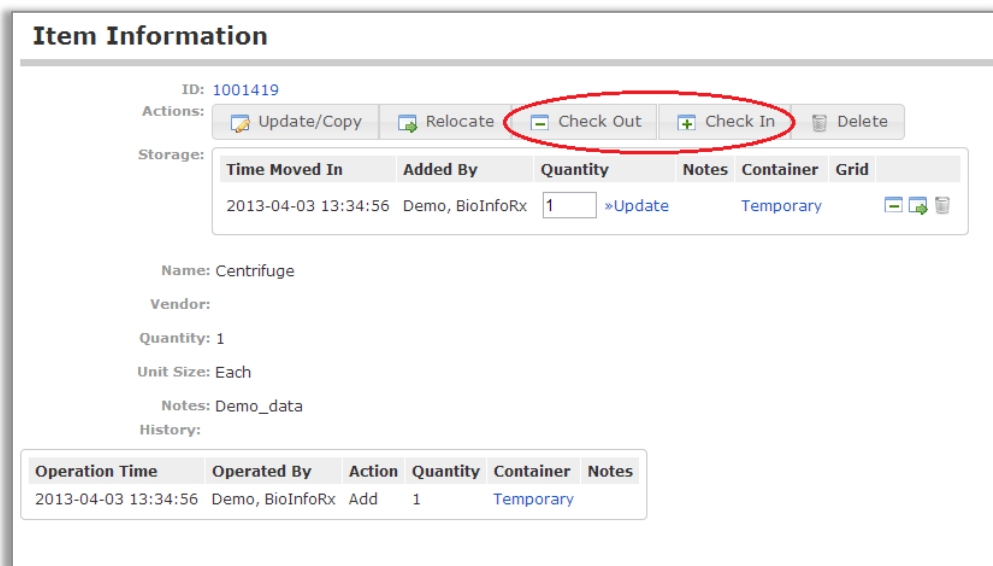 Item Information
ID: 1001419
Actions: Update/Copy Relocate Check Out Check In Delete
Storage:
Time Moved In Added By Quantity Notes Container Grid
2013-04-03 13:34:56 Demo, BioInfoRx 1 »Update Temporary
Name: Centrifuge
Vendor:
Quantity: 1
Unit Size: Each
Notes: Demo_data
History:
Operation Time Operated By Action Quantity Container Notes
2013-04-03 13:34:56 Demo, BioInfoRx Add 1 Temporary